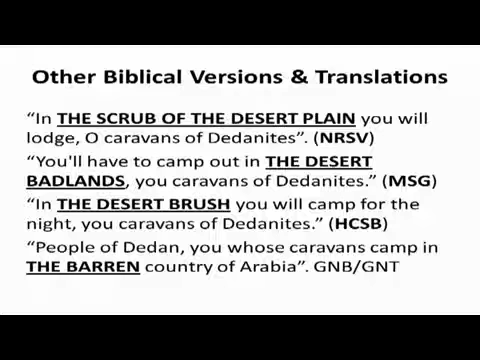 Other Biblical Versions & Translations
“In THE SCRUB OF THE DESERT PLAIN you will
lodge, O caravans of Dedanites”. (NRSV)
“You'll have to camp out in THE DESERT
BADLANDS, you caravans of Dedanites.” (MSG)
“In THE DESERT BRUSH you will camp for the
night, you caravans of Dedanites.” (HCSB)
“People of Dedan, you whose caravans camp in
THE BARREN country of Arabia”. GNB/GNT